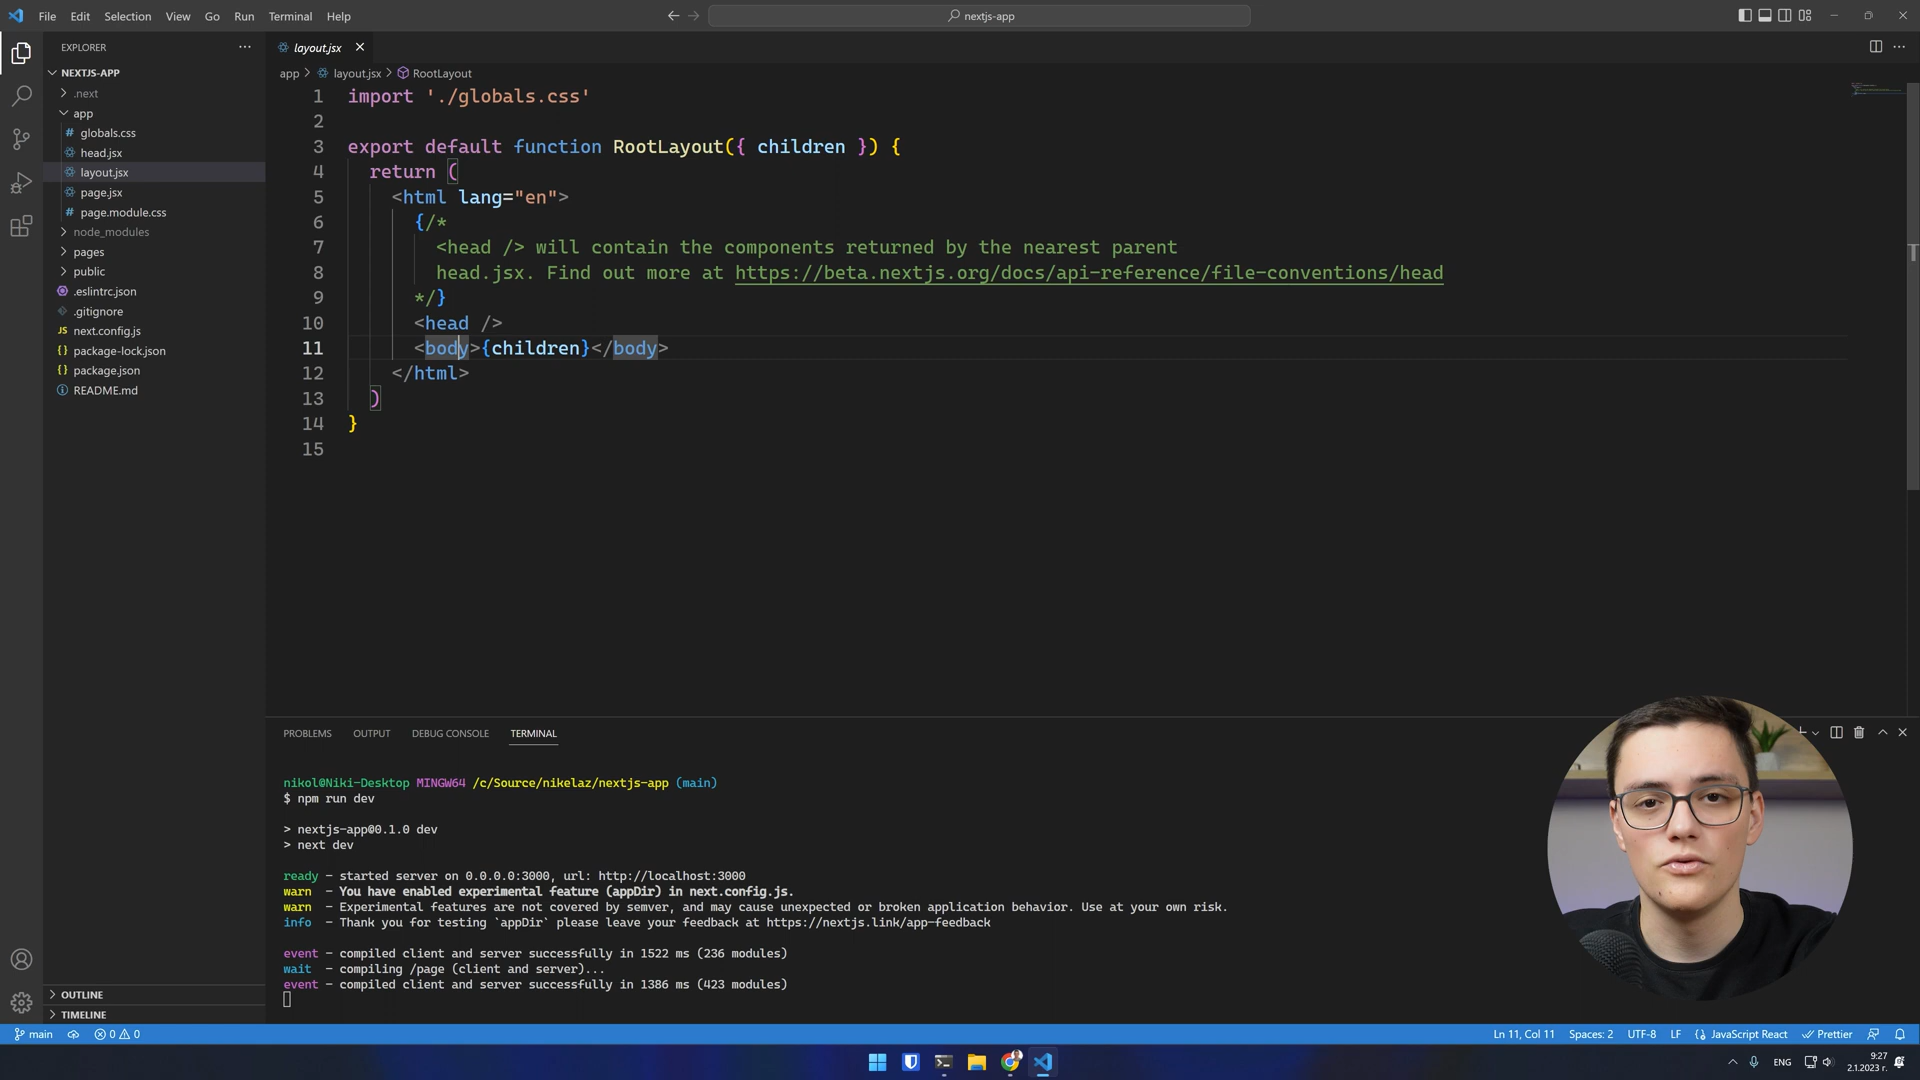 File Edit Selection View Go Run Terminal Help
nextjs-app
EXPLORER
NEXTJS-APP
.next
app
# globals.css
head.jsx
layout.jsx
page.jsx
# page.module.css
node_modules
pages
public
.eslintrc.json
.gitignore
JS next.config.js
{} package-lock.json
{} package.json
README.md
OUTLINE
TIMELINE
layout.jsx
app > layout.jsx > RootLayout
1 import './globals.css'
2
3 export default function RootLayout({ children }) {
4 return (
5 <html lang="en">
6 {/*
7 <head /> will contain the components returned by the nearest parent
8 head.jsx. Find out more at https://beta.nextjs.org/docs/api-reference/file-conventions/head
9 */}
10 <head />
11 <body>{children}</body>
12 </html>
13 )
14 }
15
PROBLEMS OUTPUT DEBUG CONSOLE TERMINAL
nikol@Niki-Desktop MINGW64 /c/Source/nikelaz/nextjs-app (main)
$ npm run dev
> nextjs-app@0.1.0 dev
> next dev
ready - started server on 0.0.0.0:3000, url: http://localhost:3000
warn - You have enabled experimental feature (appDir) in next.config.js.
warn - Experimental features are not covered by semver, and may cause unexpected or broken application behavior. Use at your own risk.
info - Thank you for testing `appDir` please leave your feedback at https://nextjs.link/app-feedback
event - compiled client and server successfully in 1522 ms (236 modules)
wait - compiling /page (client and server)...
event - compiled client and server successfully in 1386 ms (423 modules)
main 0 0 Ln 11, Col 11 Spaces: 2 UTF-8 LF {} JavaScript React Prettier
ENG 9:27
2.1.2023 г.